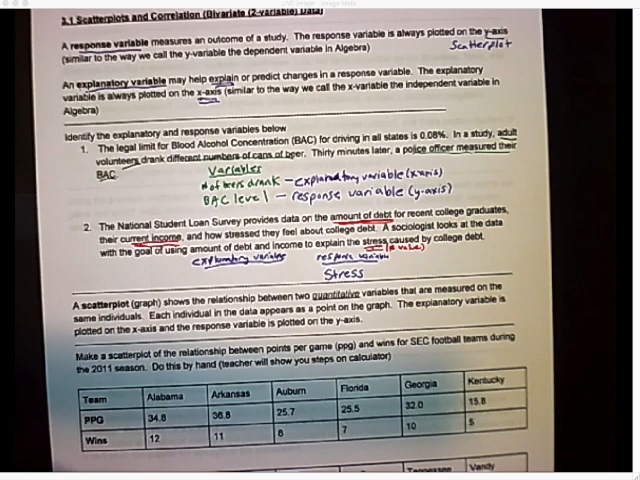 3.1 Scatterplots and Correlation (Bivariate (2-variable) Data)
A response variable measures an outcome of a study. The response variable is always plotted on the y-axis
(similar to the way we call the y-variable the dependent variable in Algebra)
Scatterplot
An explanatory variable may help explain or predict changes in a response variable. The explanatory
variable is always plotted on the x-axis (similar to the way we call the x-variable the independent variable in
Algebra)
Identify the explanatory and response variables below
1. The legal limit for Blood Alcohol Concentration (BAC) for driving in all states is 0.08%. In a study, adult
volunteers drank different numbers of cans of beer. Thirty minutes later, a police officer measured their
BAC.
Variables
# of beers drank - explanatory variable (x-axis)
BAC level - response variable (y-axis)
2. The National Student Loan Survey provides data on the amount of debt for recent college graduates,
their current income, and how stressed they feel about college debt. A sociologist looks at the data
with the goal of using amount of debt and income to explain the stress caused by college debt.
explanatory variables response variable
Stress
A scatterplot (graph) shows the relationship between two quantitative variables that are measured on the
same individuals. Each individual in the data appears as a point on the graph. The explanatory variable is
plotted on the x-axis and the response variable is plotted on the y-axis.
Make a scatterplot of the relationship between points per game (ppg) and wins for SEC football teams during
the 2011 season. Do this by hand (teacher will show you steps on calculator)
Team Alabama Arkansas Auburn Florida Georgia Kentucky
PPG 34.8 36.8 25.7 25.5 32.0 15.8
Wins 12 11 8 7 10 5
Tennessee Vandy